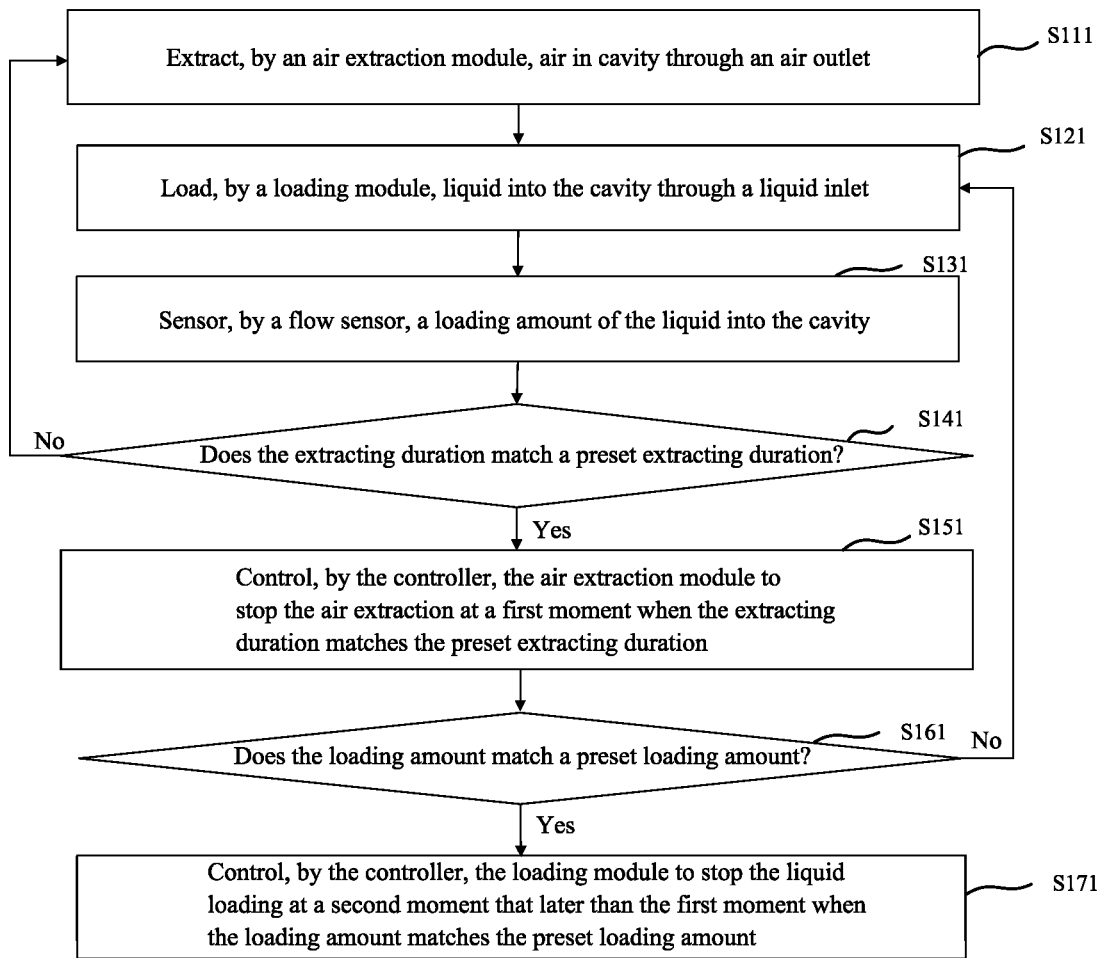 S111
Extract, by an air extraction module, air in cavity through an air outlet
S121
Load, by a loading module, liquid into the cavity through a liquid inlet
S131
Sensor, by a flow sensor, a loading amount of the liquid into the cavity
S141
No
Does the extracting duration match a preset extracting duration?
Yes
S151
Control, by the controller, the air extraction module to
stop the air extraction at a first moment when the extracting
duration matches the preset extracting duration
S161
No
Does the loading amount match a preset loading amount?
Yes
Control, by the controller, the loading module to stop the liquid
loading at a second moment that later than the first moment when
the loading amount matches the preset loading amount
S171